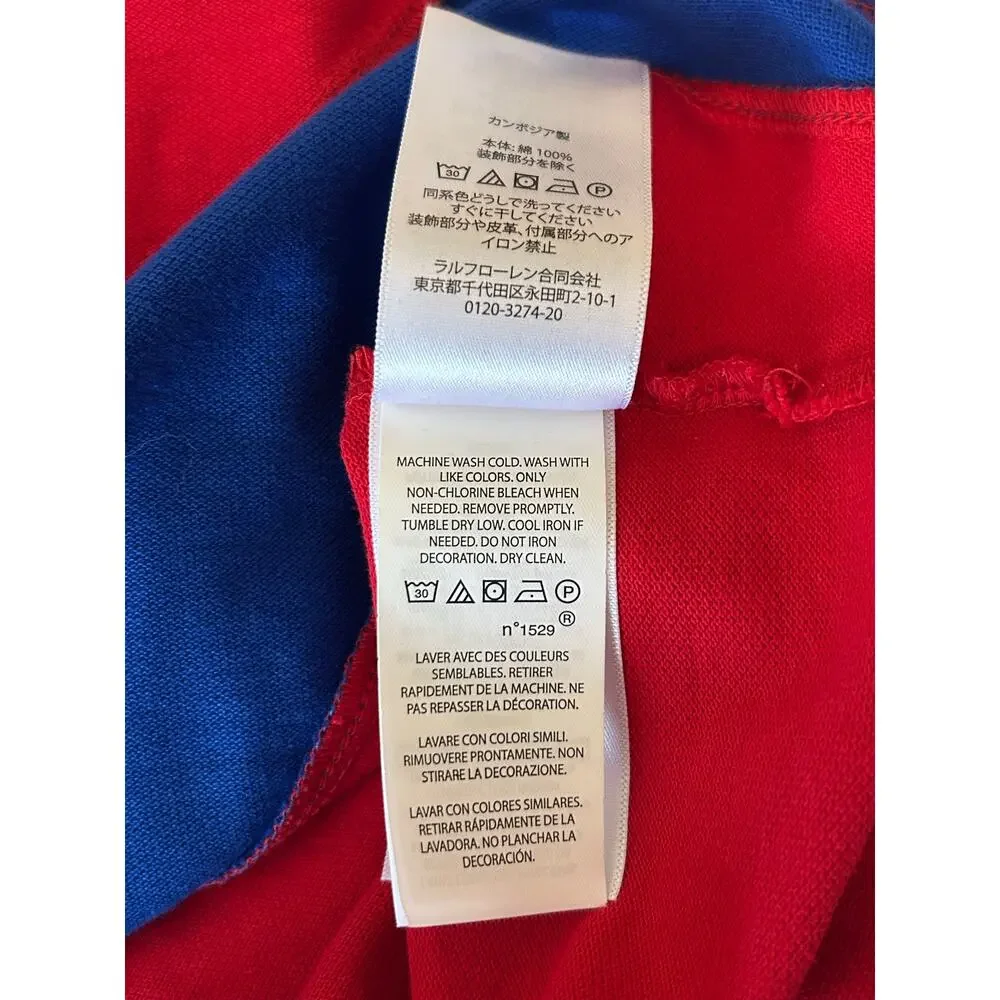 カンボジア製
本体: 綿 100%
装飾部分を除く
30 P
同系色どうしで洗ってください
すぐに干してください
装飾部分や皮革、付属部分へのア
イロン禁止
ラルフローレン合同会社
東京都千代田区永田町2-10-1
0120-3274-20
MACHINE WASH COLD. WASH WITH
LIKE COLORS. ONLY
NON-CHLORINE BLEACH WHEN
NEEDED. REMOVE PROMPTLY.
TUMBLE DRY LOW. COOL IRON IF
NEEDED. DO NOT IRON
DECORATION. DRY CLEAN.
30 P
n°1529 ®
LAVER AVEC DES COULEURS
SEMBLABLES. RETIRER
RAPIDEMENT DE LA MACHINE. NE
PAS REPASSER LA DÉCORATION.
LAVARE CON COLORI SIMILI.
RIMUOVERE PRONTAMENTE. NON
STIRARE LA DECORAZIONE.
LAVAR CON COLORES SIMILARES.
RETIRAR RÁPIDAMENTE DE LA
LAVADORA. NO PLANCHAR LA
DECORACIÓN.